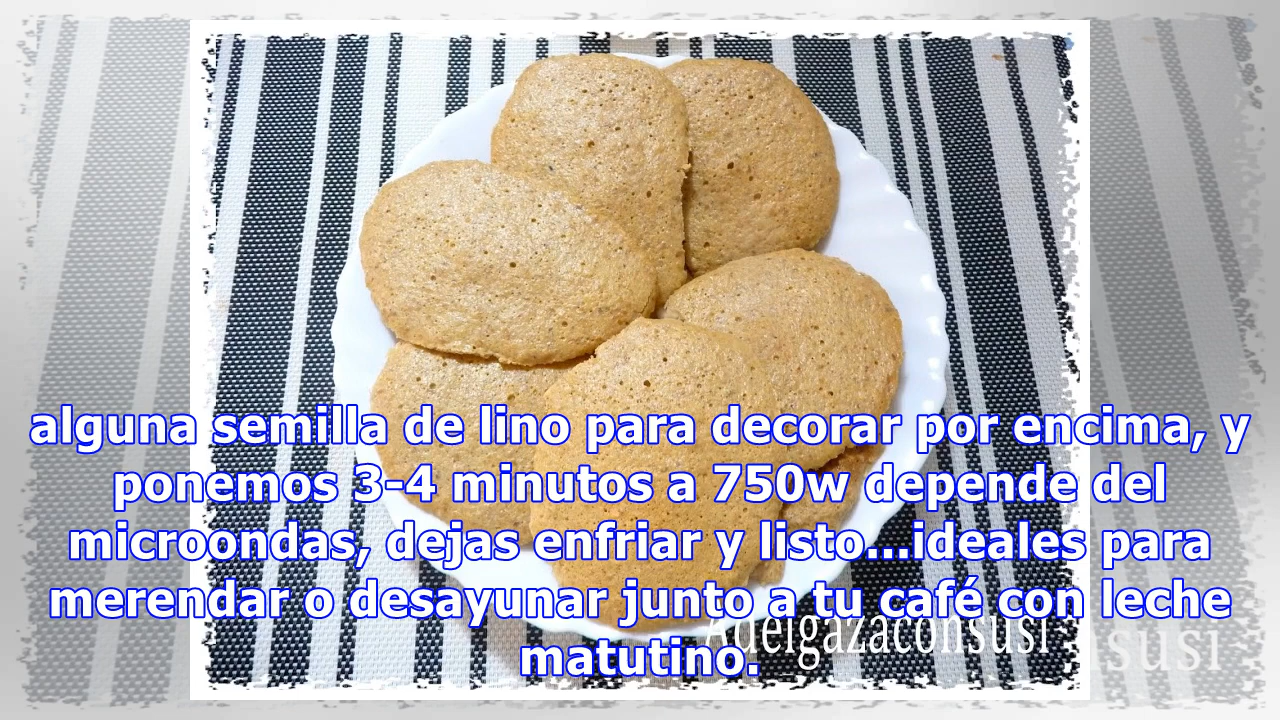 alguna semilla de lino para decorar por encima, y
ponemos 3-4 minutos a 750w depende del
microondas, dejas enfriar y listo...ideales para
merendar o desayunar junto a tu café con leche
matutino.
Adelgazaconsusi
nsusi